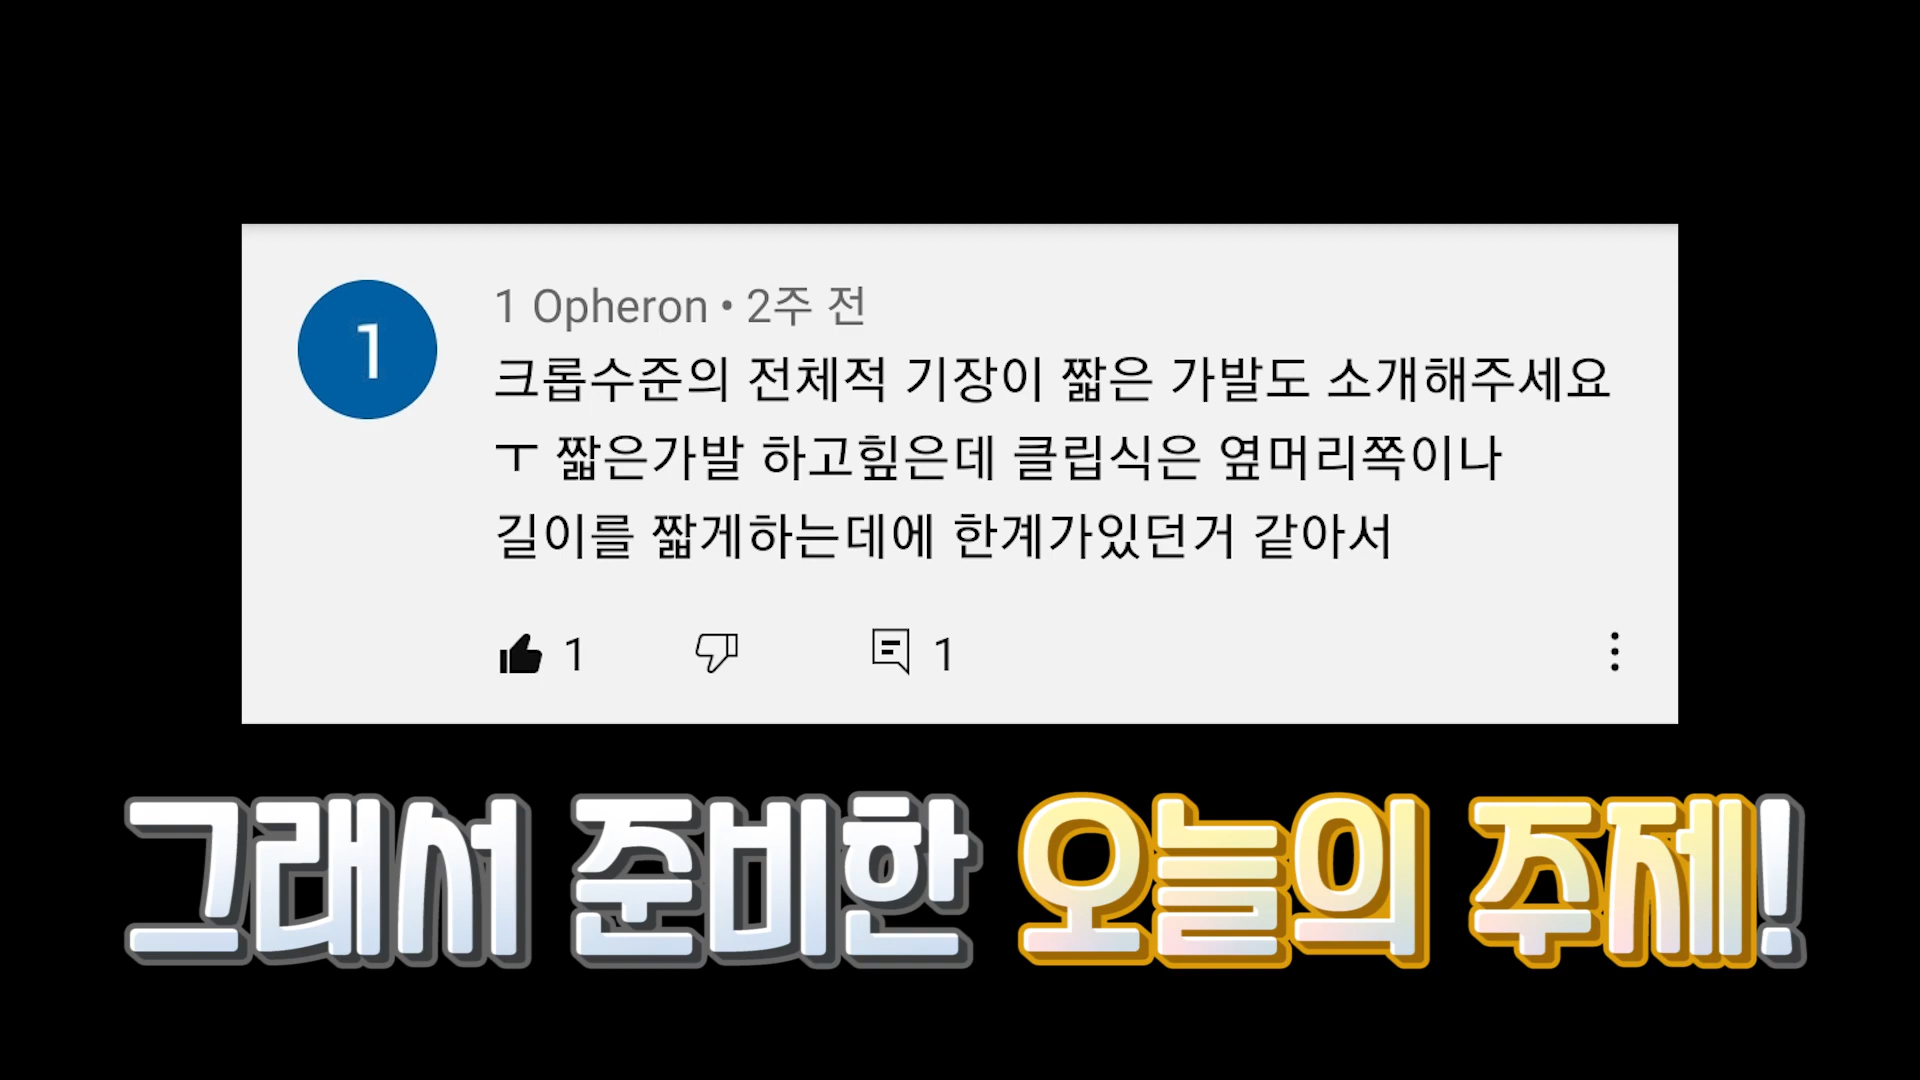 1
1 Opheron • 2주 전
크롭수준의 전체적 기장이 짧은 가발도 소개해주세요
ㅜ 짧은가발 하고힢은데 클립식은 옆머리쪽이나
길이를 짧게하는데에 한계가있던거 같아서
1 1
그래서 준비한 오늘의 주제!